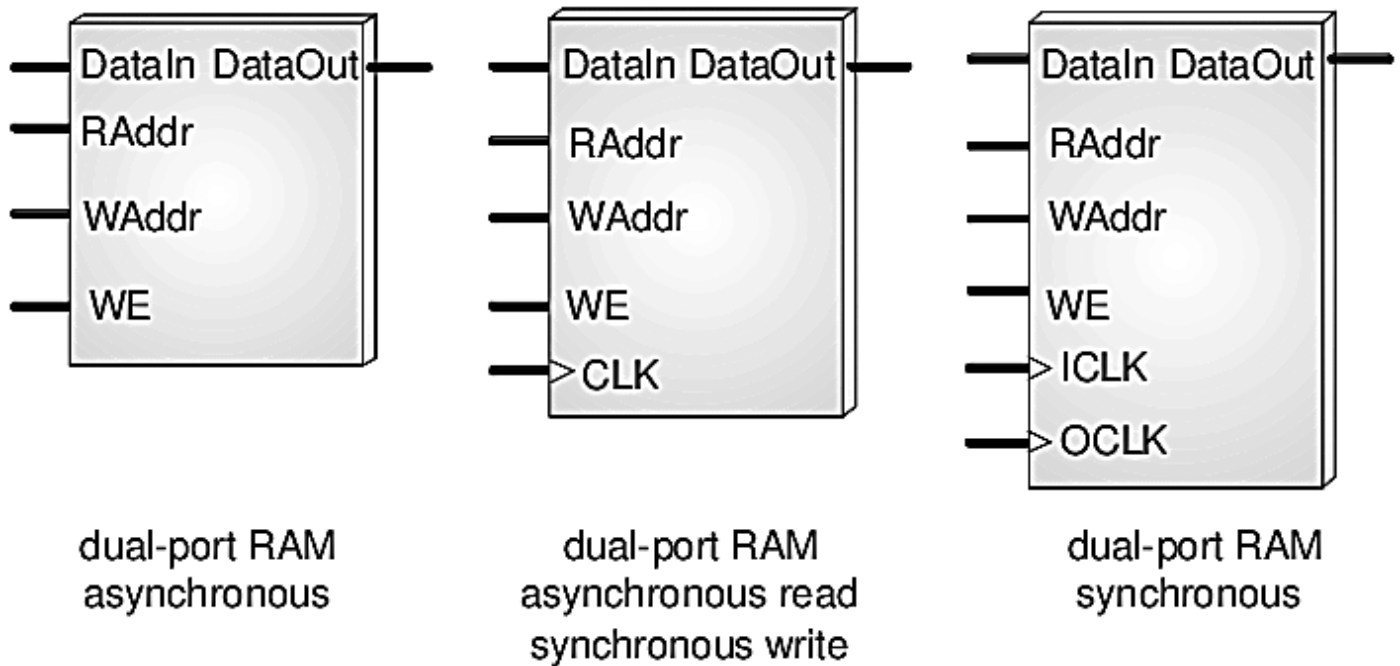 DataIn DataOut
RAddr
WAddr
WE
dual-port RAM
asynchronous
DataIn DataOut
RAddr
WAddr
WE
CLK
dual-port RAM
asynchronous read
synchronous write
DataIn DataOut
RAddr
WAddr
WE
ICLK
OCLK
dual-port RAM
synchronous